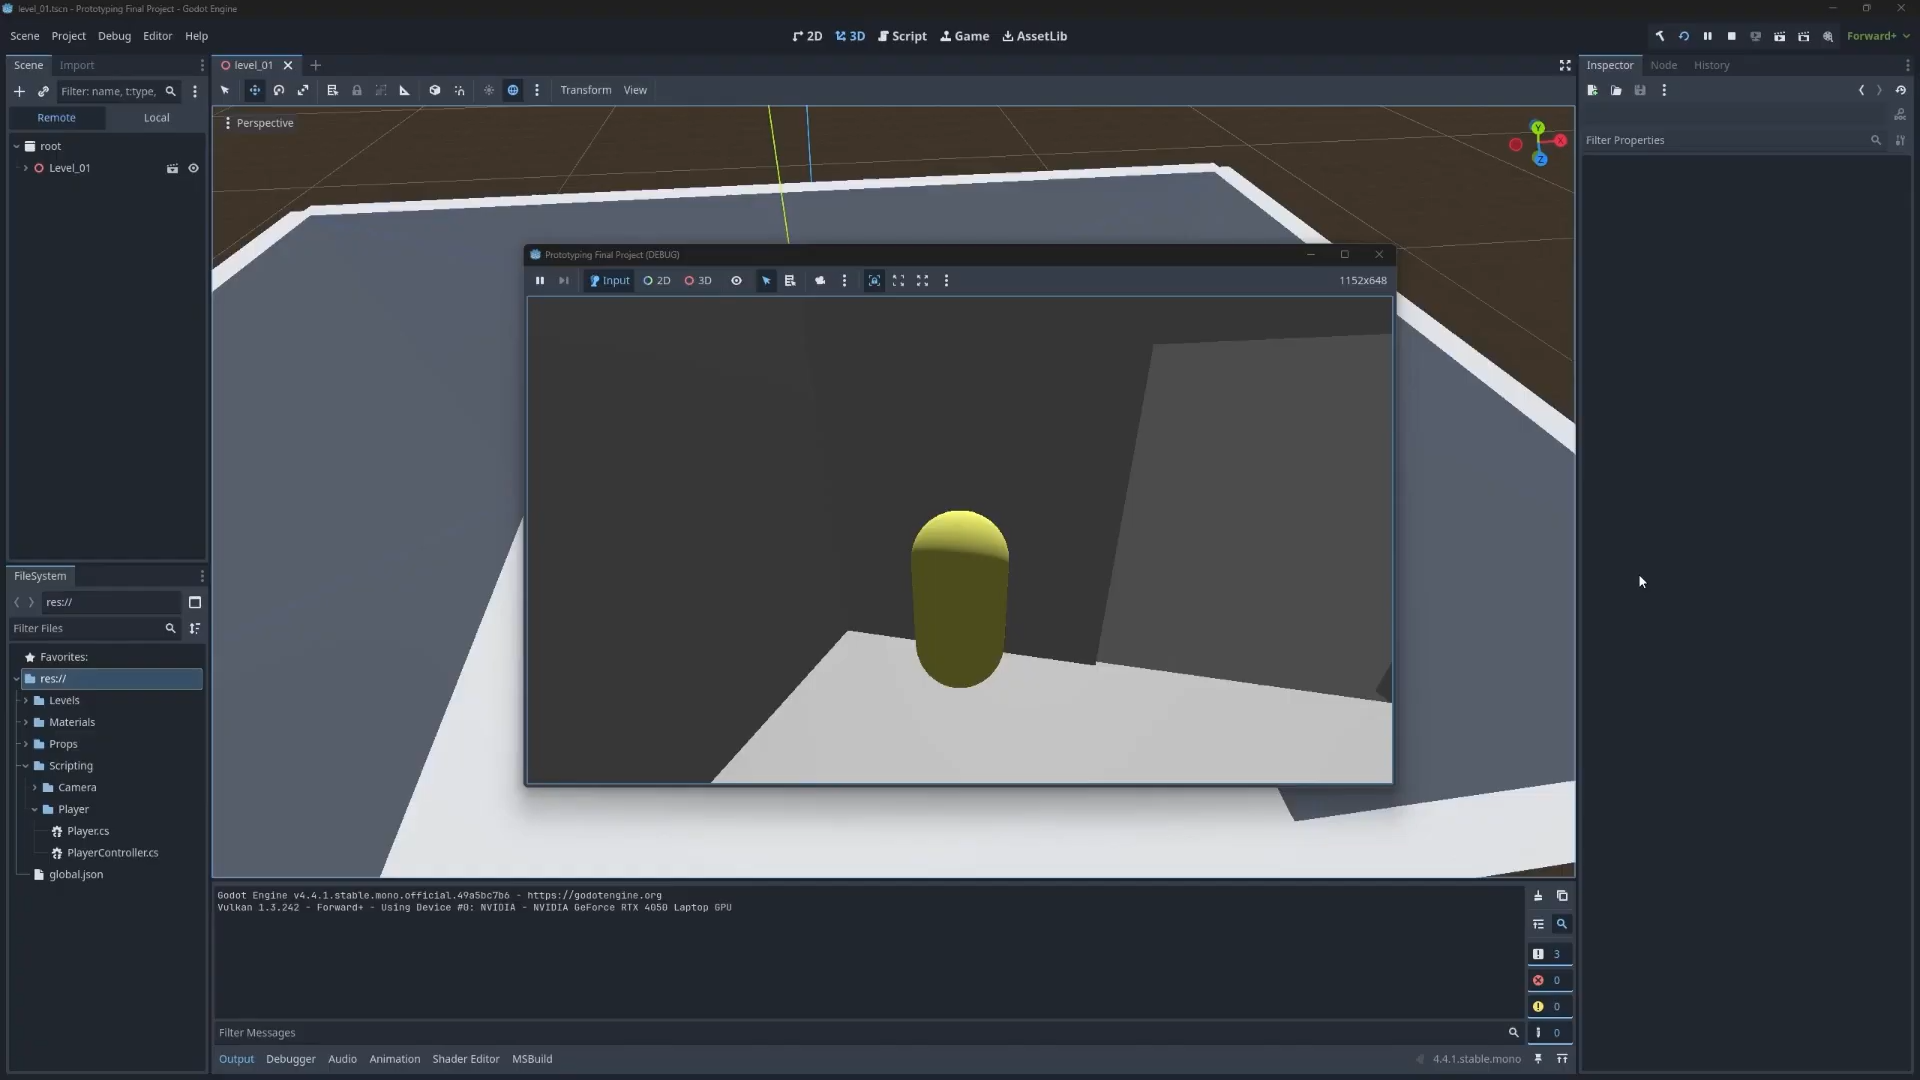 level_01.tscn - Prototyping Final Project - Godot Engine
Scene Project Debug Editor Help
2D 3D Script Game AssetLib
Forward+
Scene Import
level_01
Inspector Node History
Filter: name, t:type,
Transform View
Remote Local
Perspective
Y
X
Z
Filter Properties
root
Level_01
Prototyping Final Project (DEBUG)
Input 2D 3D
1152x648
FileSystem
res://
Filter Files
Favorites:
res://
Levels
Materials
Props
Scripting
Camera
Player
Player.cs
PlayerController.cs
global.json
Godot Engine v4.4.1.stable.mono.official.49a5bc7b6 - https://godotengine.org
Vulkan 1.3.242 - Forward+ - Using Device #0: NVIDIA - NVIDIA GeForce RTX 4050 Laptop GPU
3
0
0
0
Filter Messages
Output Debugger Audio Animation Shader Editor MSBuild
4.4.1.stable.mono